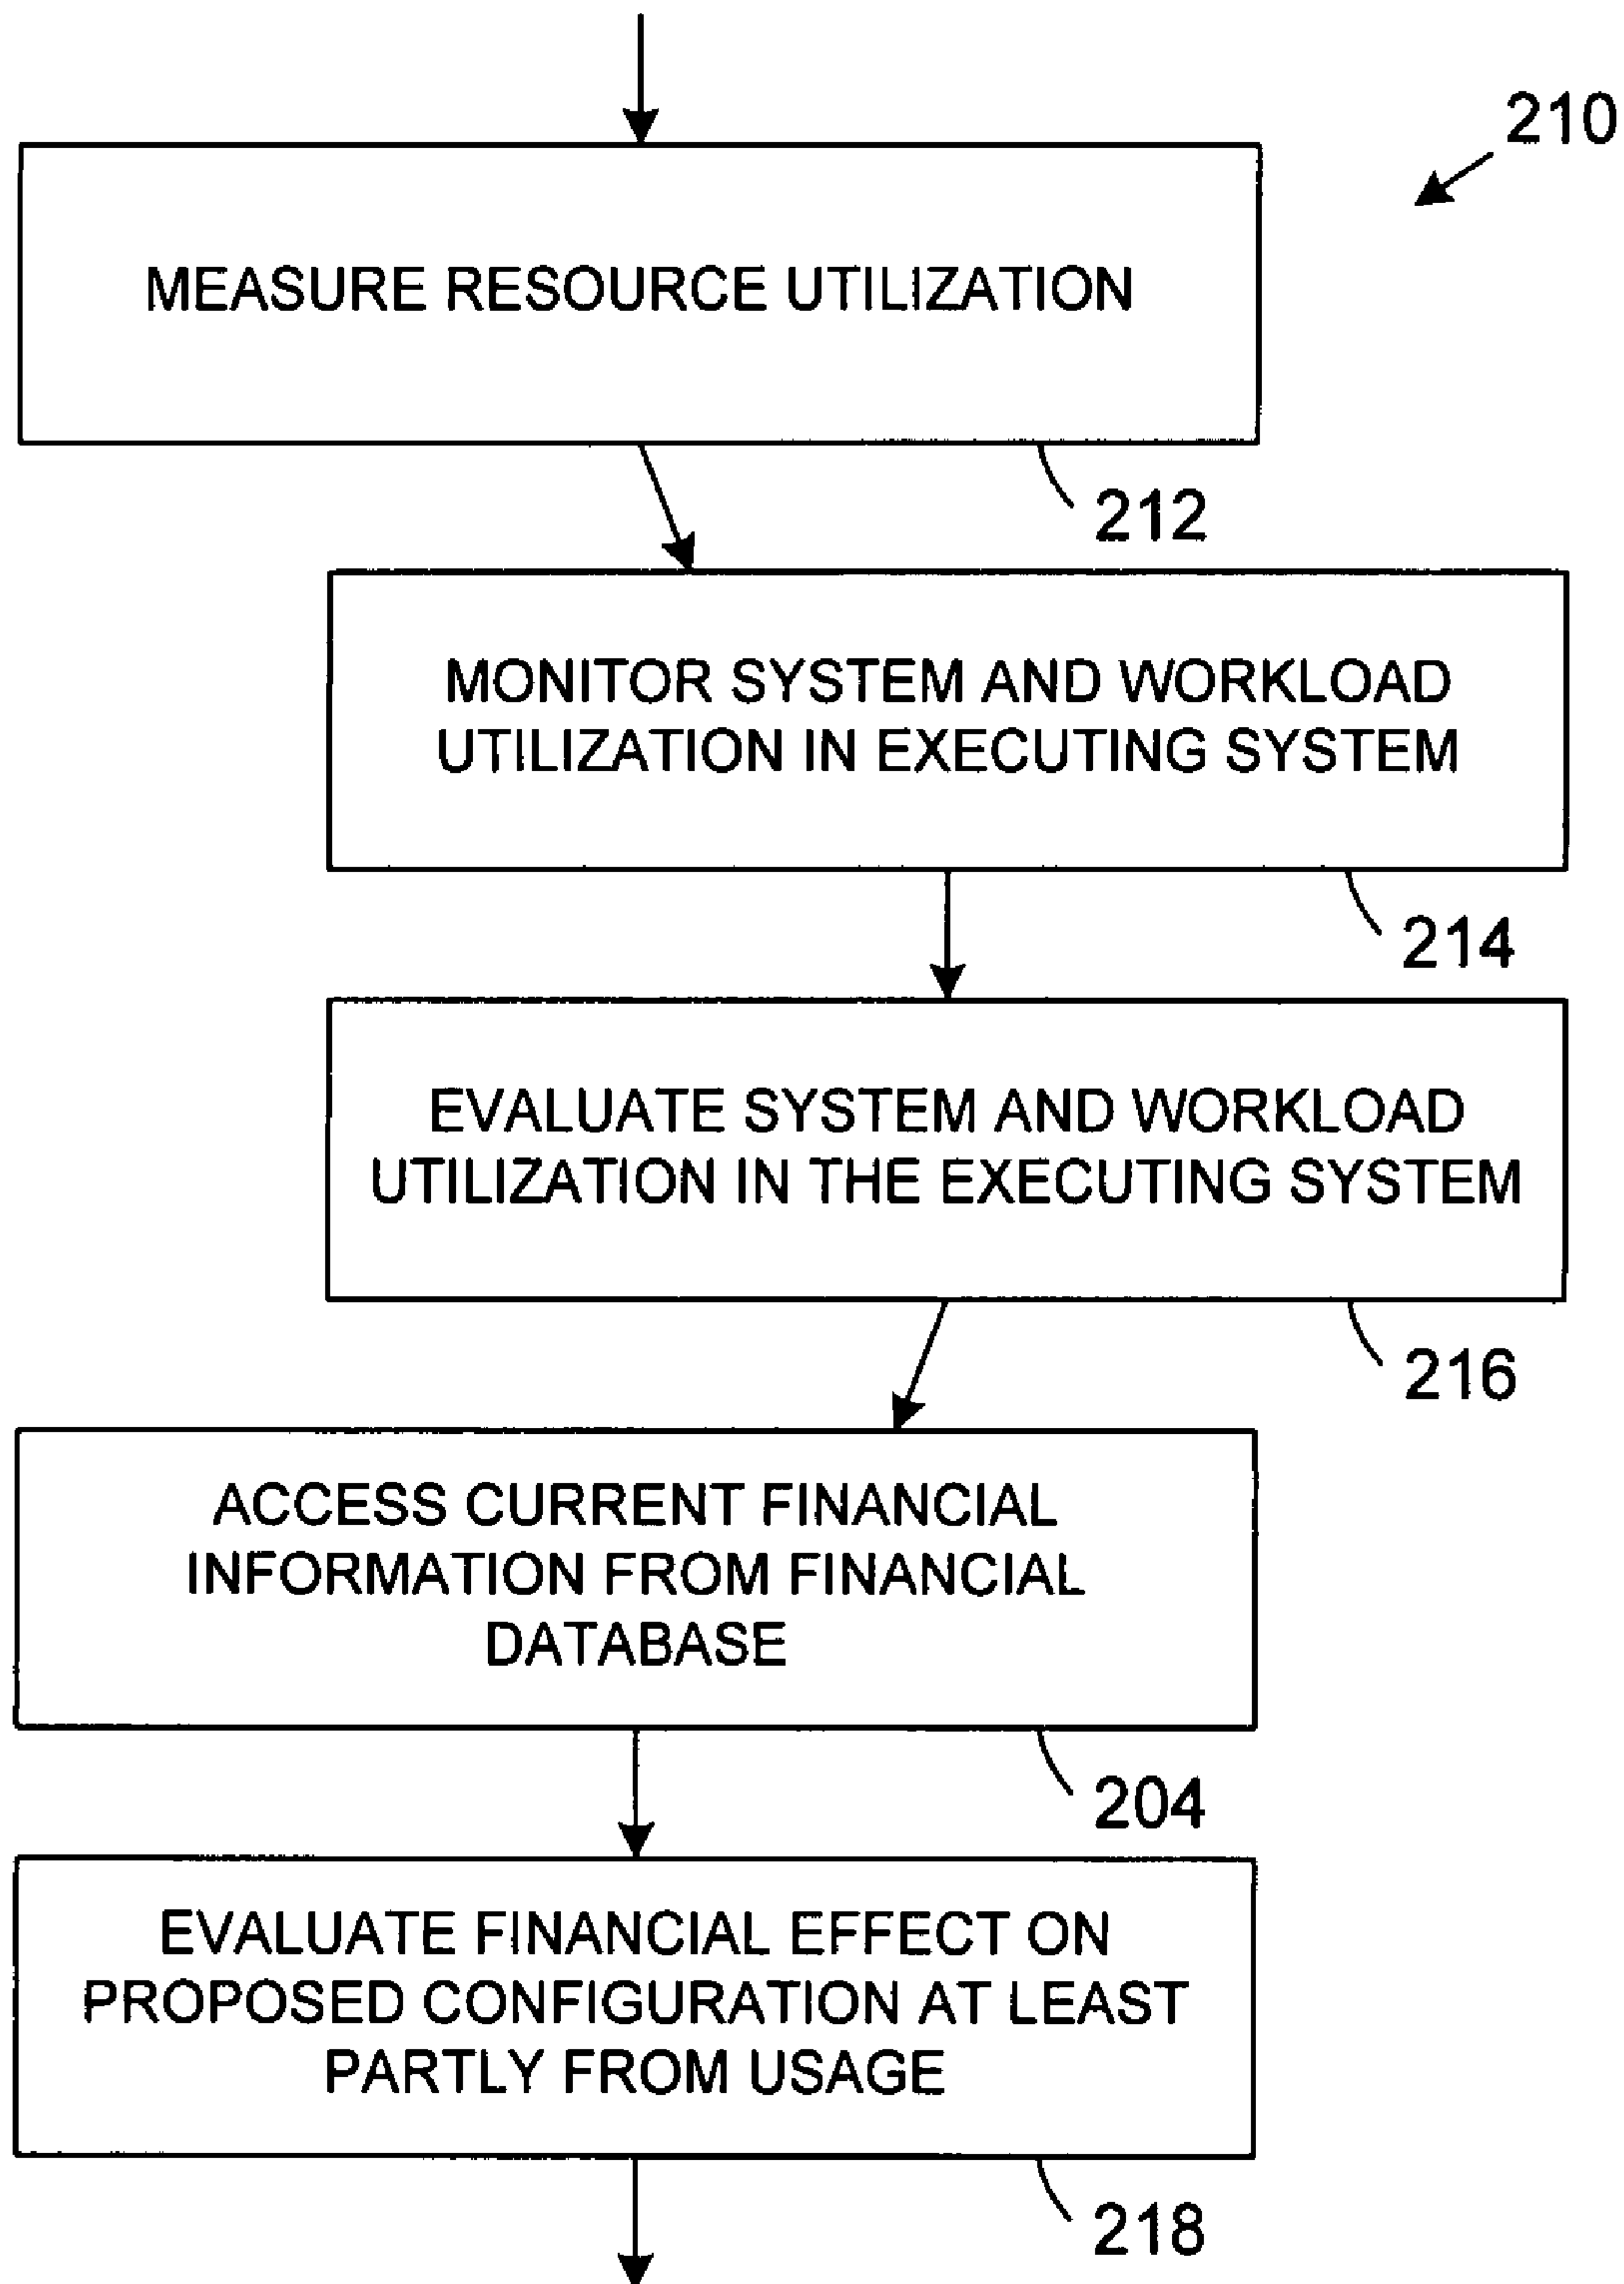 210
MEASURE RESOURCE UTILIZATION
212
MONITOR SYSTEM AND WORKLOAD
UTILIZATION IN EXECUTING SYSTEM
214
EVALUATE SYSTEM AND WORKLOAD
UTILIZATION IN THE EXECUTING SYSTEM
216
ACCESS CURRENT FINANCIAL
INFORMATION FROM FINANCIAL
DATABASE
204
EVALUATE FINANCIAL EFFECT ON
PROPOSED CONFIGURATION AT LEAST
PARTLY FROM USAGE
218